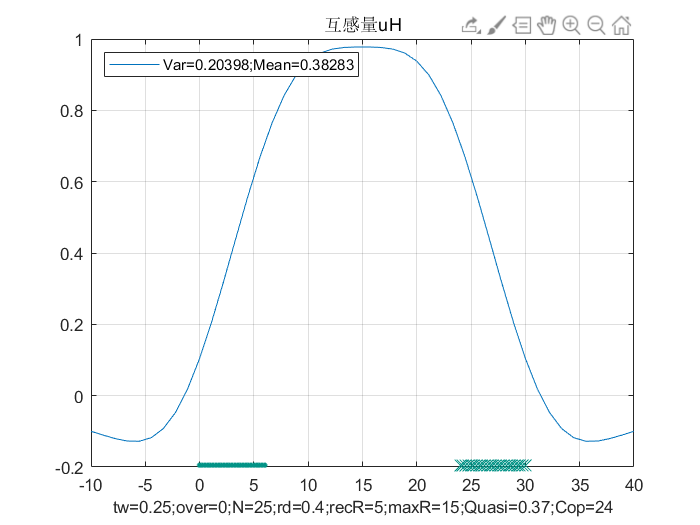 互感量uH
Var=0.20398;Mean=0.38283
1
0.8
0.6
0.4
0.2
0
-0.2
-10 -5 0 5 10 15 20 25 30 35 40
tw=0.25;over=0;N=25;rd=0.4;recR=5;maxR=15;Quasi=0.37;Cop=24